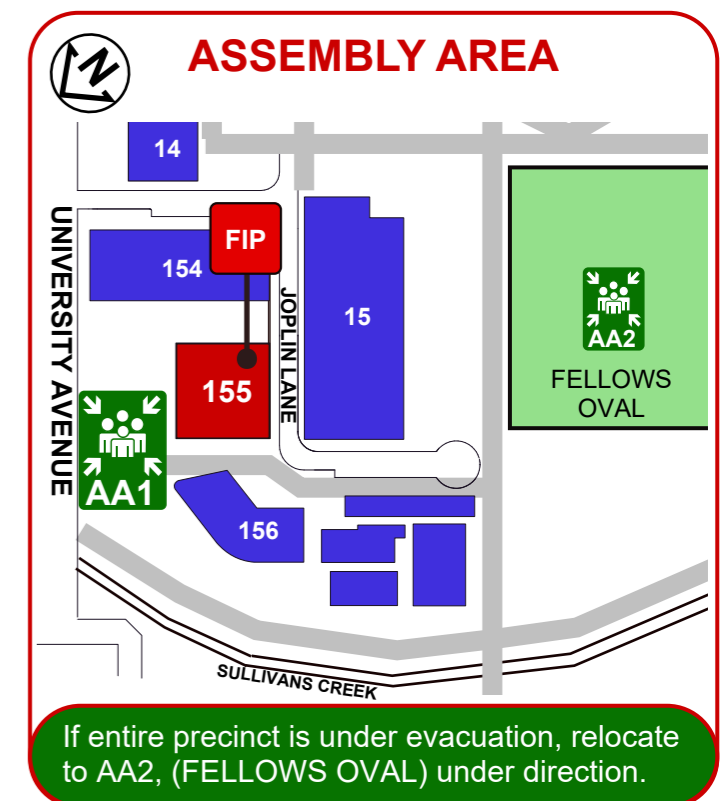 N
ASSEMBLY AREA
14
UNIVERSITY AVENUE
FIP
154
JOPLIN LANE
15
155
AA1
AA2
FELLOWS
OVAL
156
SULLIVANS CREEK
If entire precinct is under evacuation, relocate
to AA2, (FELLOWS OVAL) under direction.